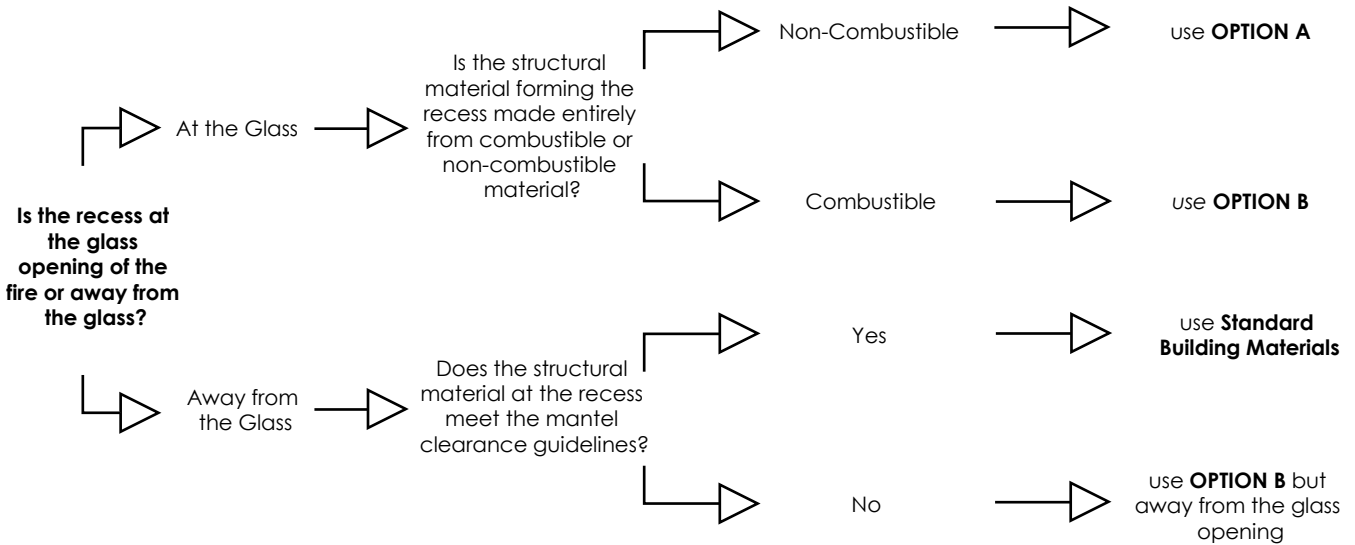 Is the recess at
the glass
opening of the
fire or away from
the glass?
At the Glass
Is the structural
material forming the
recess made entirely
from combustible or
non-combustible
material?
Non-Combustible
use OPTION A
Combustible
use OPTION B
Away from
the Glass
Does the structural
material at the recess
meet the mantel
clearance guidelines?
Yes
use Standard
Building Materials
No
use OPTION B but
away from the glass
opening